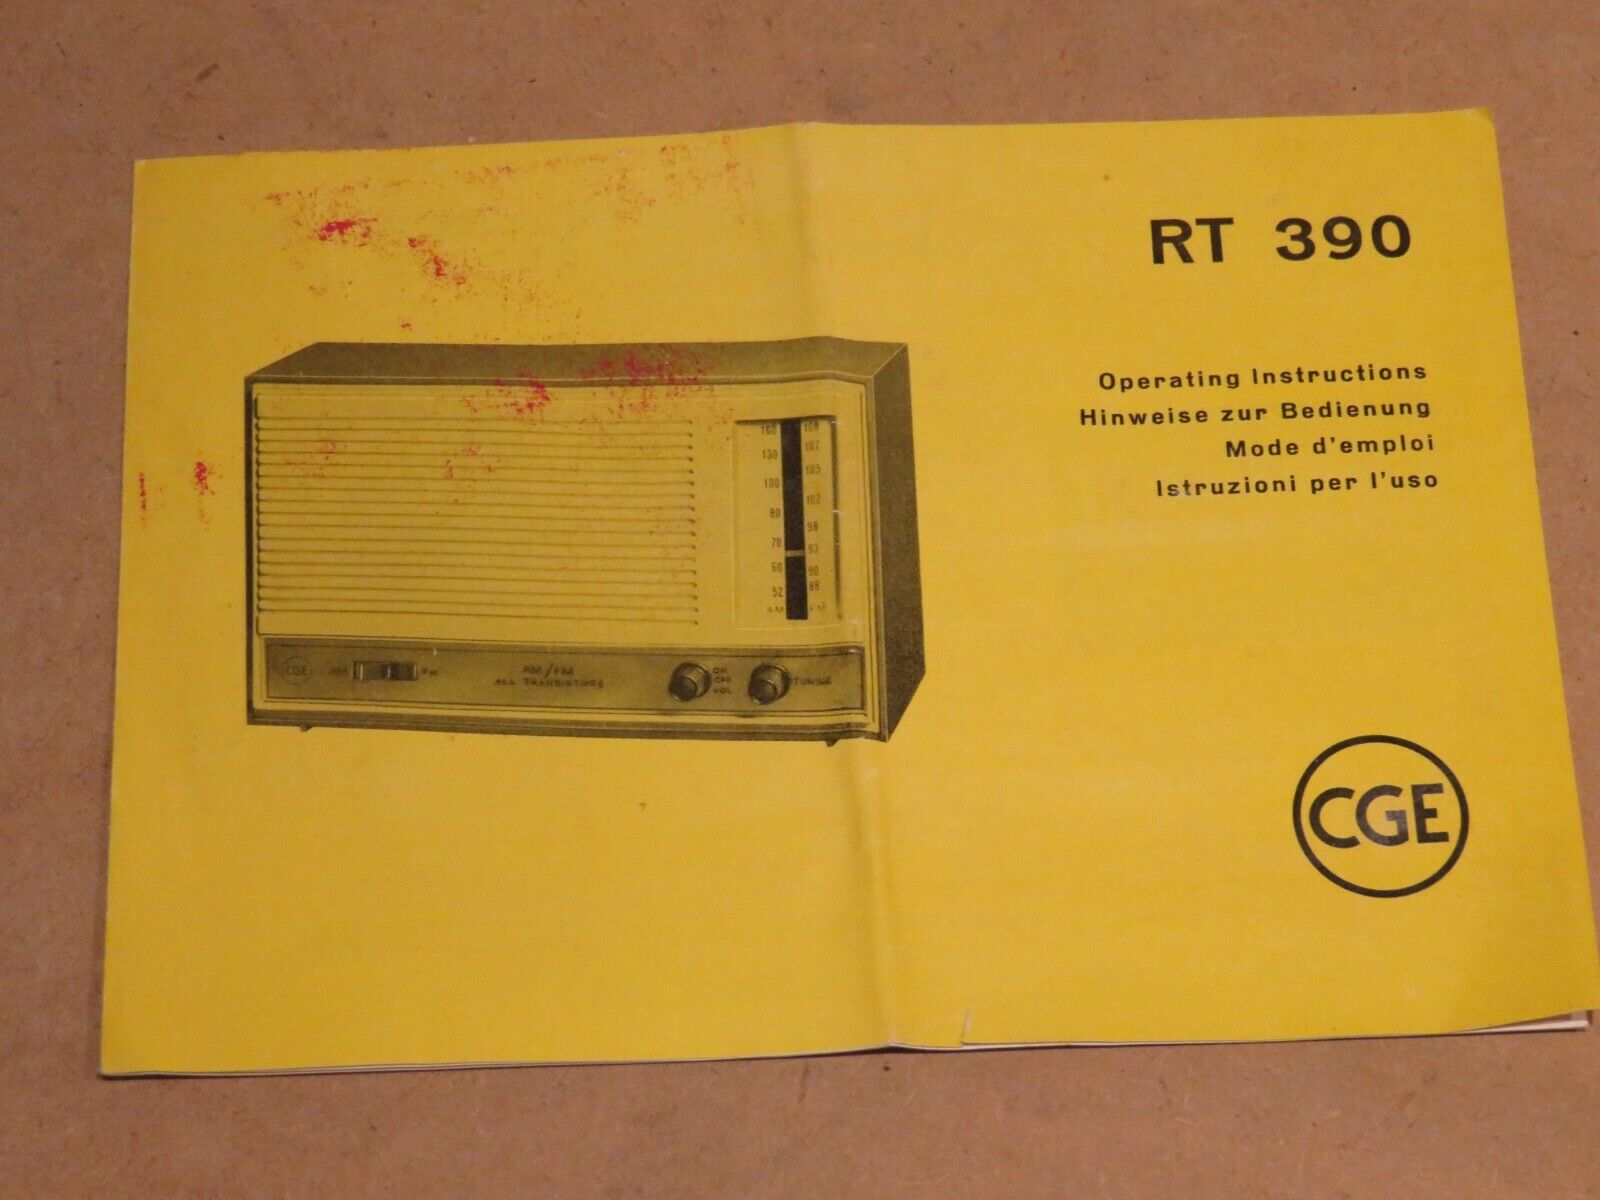 RT 390
Operating Instructions
Hinweise zur Bedienung
Mode d'emploi
Istruzioni per l'uso
CGE
160 108
130 107
100 105
80 102
70 98
60 93
52 90
88
AM FM
CGE AM FM
AM/FM
ALL TRANSISTORS
ON
OFF
VOL
TUNING